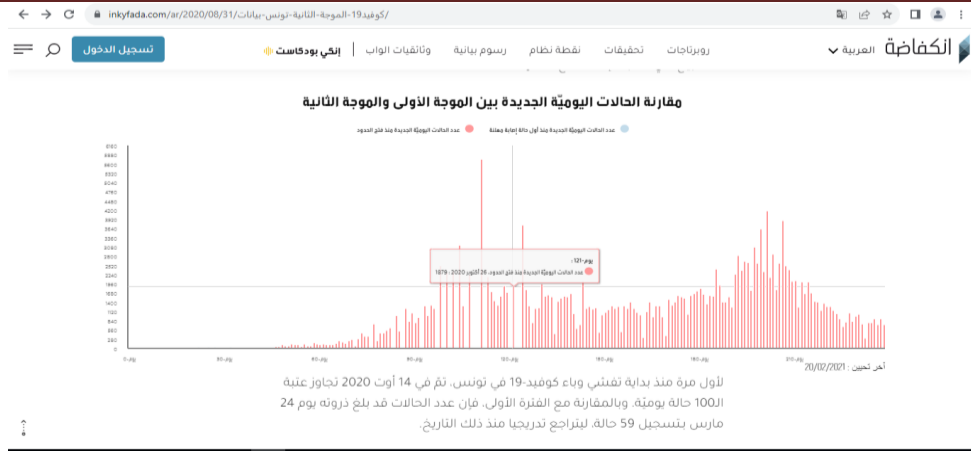 inkyfada.com/ar/2020/08/31/كوفيد19-الموجة-الثانية-تونس-بيانات/
انكفاضة
العربية
روبرتاجات
تحقيقات
نقطة نظام
رسوم بيانية
وثائقيات الواب
إنكي بودكاست
تسجيل الدخول
مقارنة الحالات اليوميّة الجديدة بين الموجة الأولى والموجة الثانية
عدد الحالات اليوميّة الجديدة منذ أول حالة إصابة معلنة
عدد الحالات اليوميّة الجديدة منذ فتح الحدود
يوم-121 :
عدد الحالات اليوميّة الجديدة منذ فتح الحدود، 26 أكتوبر 2020 : 1879
آخر تحيين : 20/02/2021
لأول مرة منذ بداية تفشي وباء كوفيد-19 في تونس، تمّ في 14 أوت 2020 تجاوز عتبة
الـ100 حالة يوميّة. وبالمقارنة مع الفترة الأولى، فإن عدد الحالات قد بلغ ذروته يوم 24
مارس بتسجيل 59 حالة، ليتراجع تدريجيا منذ ذلك التاريخ.